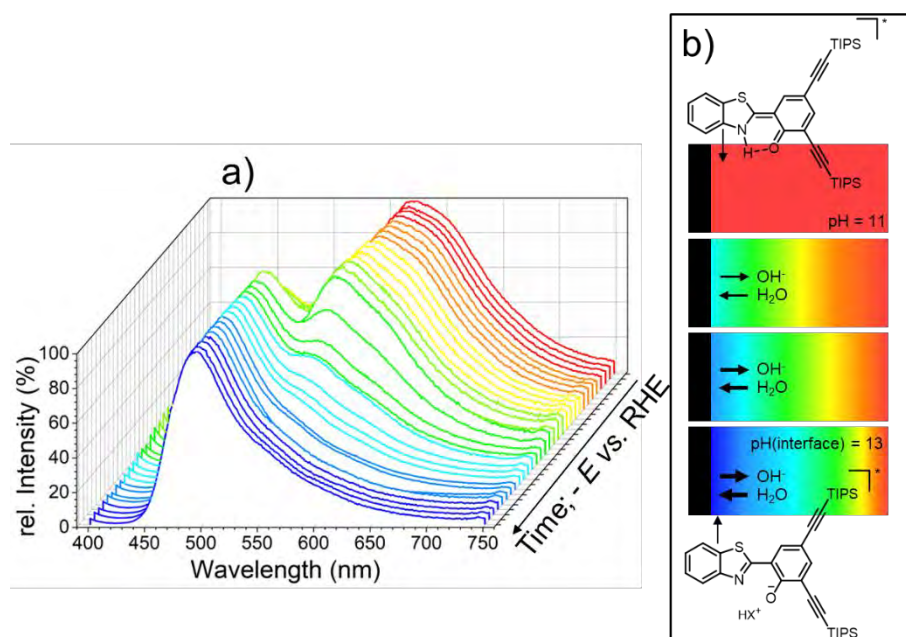 a)
rel. Intensity (%)
100
80
60
40
20
0
400 450 500 550 600 650 700 750
Wavelength (nm)
Time; - E vs. RHE
b)
TIPS
*
S
N
H
O
TIPS
pH = 11
OH-
H2O
OH-
H2O
pH(interface) = 13
OH-
H2O
*
TIPS
S
N
O-
HX+
TIPS